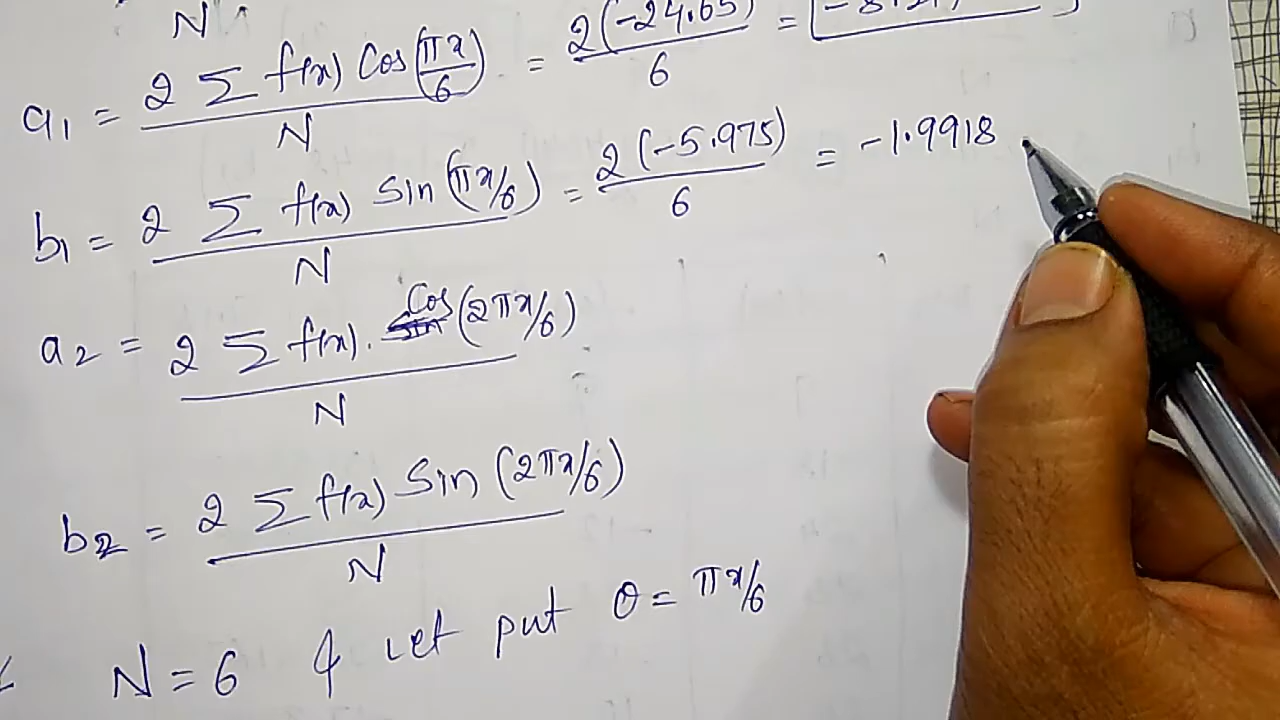 N
a₁ = 2 Σ f(x) Cos(πx/6) / N = 2(-24.65) / 6 =
b₁ = 2 Σ f(x) Sin(πx/6) / N = 2(-5.975) / 6 = -1.9918
a₂ = 2 Σ f(x). Cos(2πx/6) / N
b₂ = 2 Σ f(x) Sin(2πx/6) / N
N = 6 & let put θ = πx/6